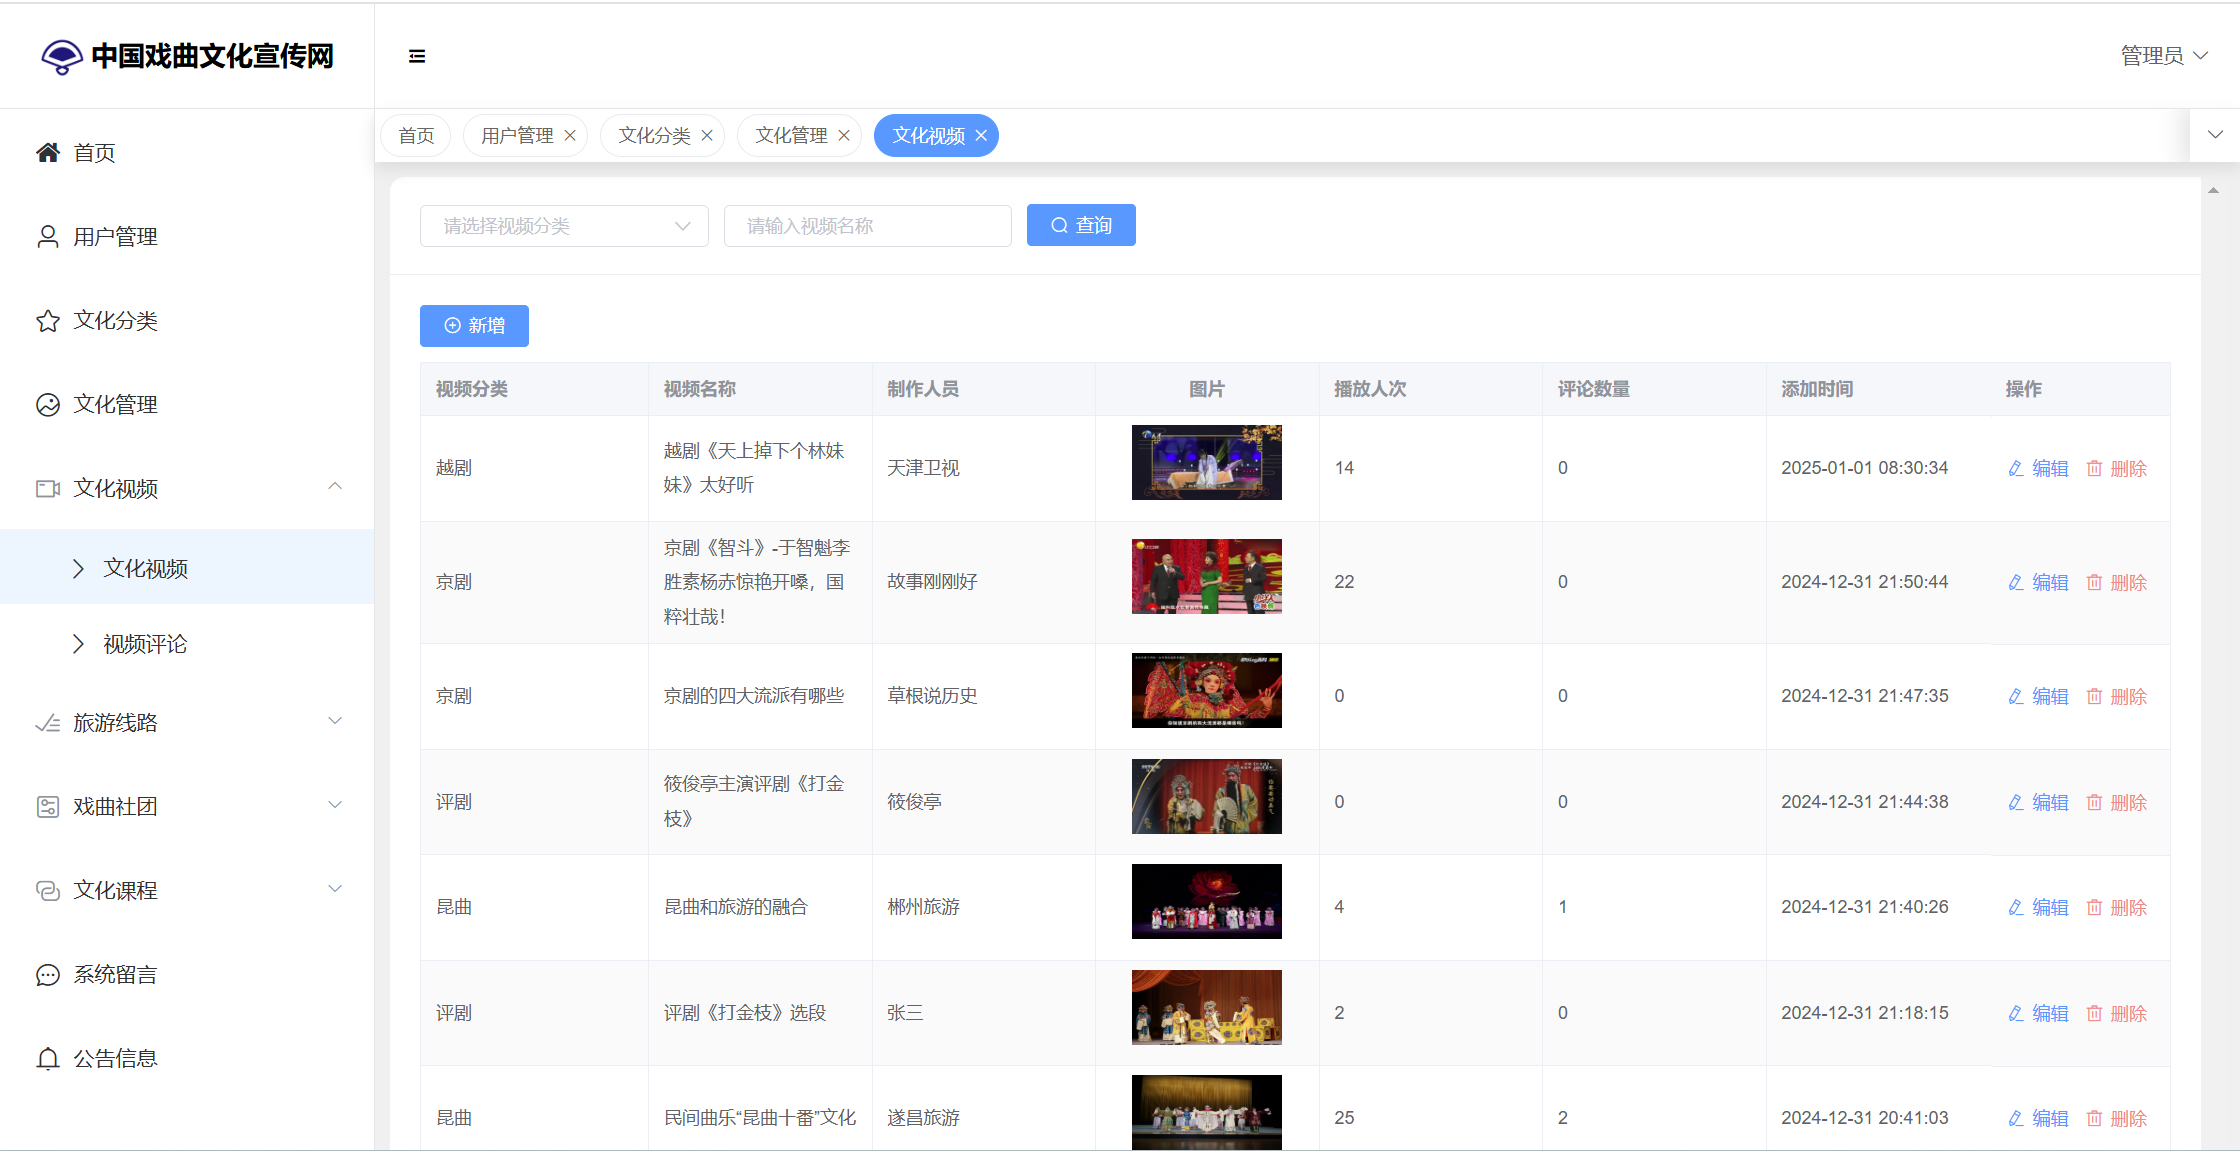 中国戏曲文化宣传网
管理员
首页
用户管理
文化分类
文化管理
文化视频
文化视频
视频评论
旅游线路
戏曲社团
文化课程
系统留言
公告信息
首页 用户管理 文化分类 文化管理 文化视频
请选择视频分类 请输入视频名称 查询
新增
视频分类 视频名称 制作人员 图片 播放人次 评论数量 添加时间 操作
越剧 越剧《天上掉下个林妹
妹》太好听 天津卫视 14 0 2025-01-01 08:30:34 编辑 删除
京剧 京剧《智斗》-于智魁李
胜素杨赤惊艳开嗓，国
粹壮哉！ 故事刚刚好 22 0 2024-12-31 21:50:44 编辑 删除
京剧 京剧的四大流派有哪些 草根说历史 0 0 2024-12-31 21:47:35 编辑 删除
评剧 筱俊亭主演评剧《打金
枝》 筱俊亭 0 0 2024-12-31 21:44:38 编辑 删除
昆曲 昆曲和旅游的融合 郴州旅游 4 1 2024-12-31 21:40:26 编辑 删除
评剧 评剧《打金枝》选段 张三 2 0 2024-12-31 21:18:15 编辑 删除
昆曲 民间曲乐“昆曲十番”文化 遂昌旅游 25 2 2024-12-31 20:41:03 编辑 删除